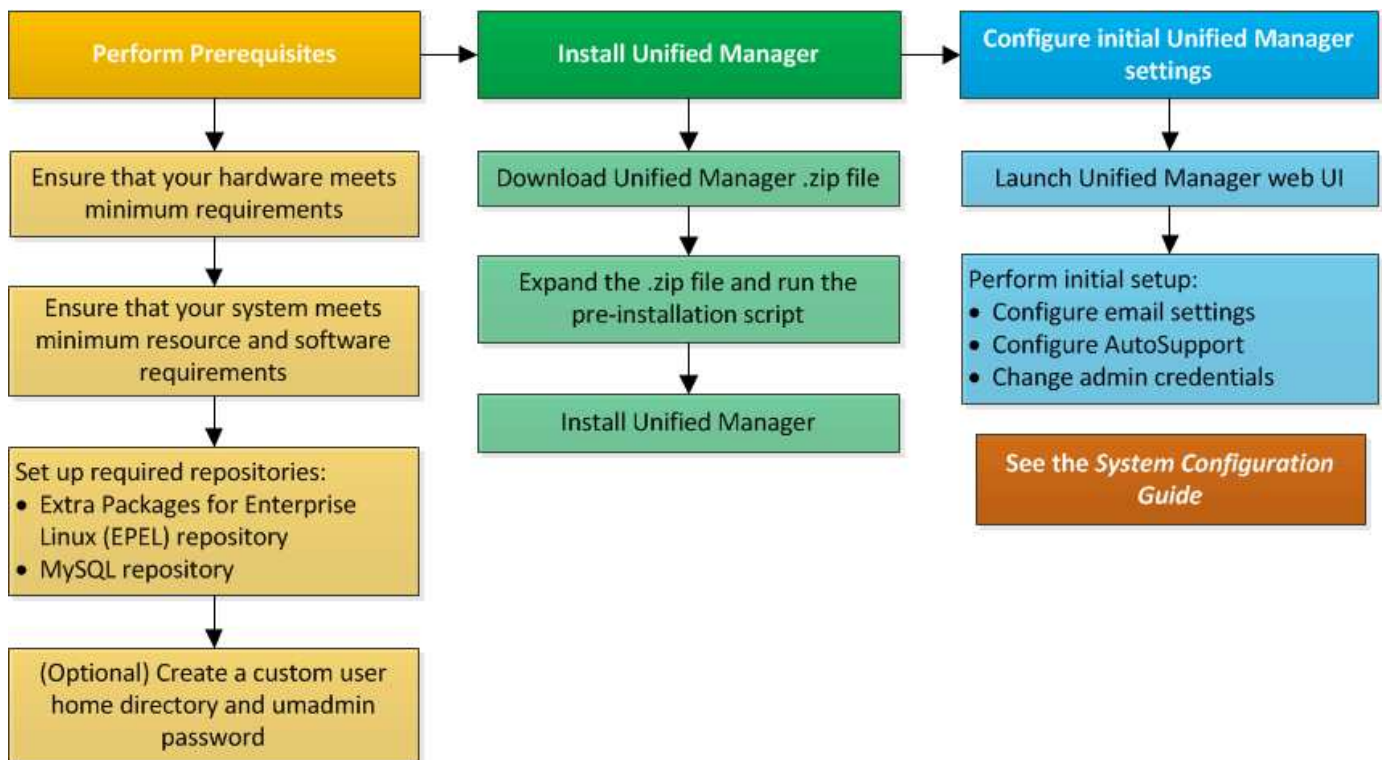 Perform Prerequisites
Ensure that your hardware meets
minimum requirements
Ensure that your system meets
minimum resource and software
requirements
Set up required repositories:
• Extra Packages for Enterprise
Linux (EPEL) repository
• MySQL repository
(Optional) Create a custom user
home directory and umadmin
password
Install Unified Manager
Download Unified Manager .zip file
Expand the .zip file and run the
pre-installation script
Install Unified Manager
Configure initial Unified Manager
settings
Launch Unified Manager web UI
Perform initial setup:
• Configure email settings
• Configure AutoSupport
• Change admin credentials
See the System Configuration
Guide